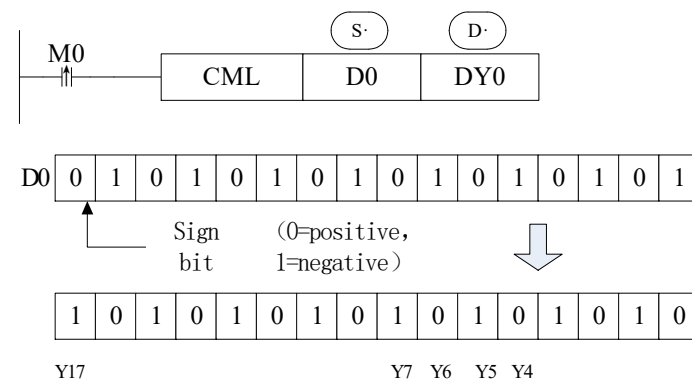 S· D·
M0
CML D0 DY0
D0 0 1 0 1 0 1 0 1 0 1 0 1 0 1 0 1
Sign (0=positive,
bit 1=negative)
1 0 1 0 1 0 1 0 1 0 1 0 1 0 1 0
Y17 Y7 Y6 Y5 Y4